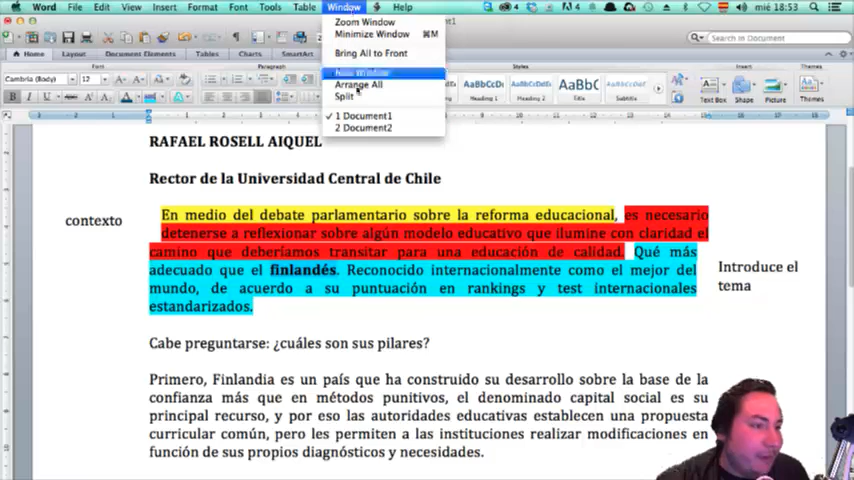 Word File Edit View Insert Format Font Tools Table Window Help mié 18:53
Zoom Window
Minimize Window ⌘M
Bring All to Front
New Window
Arrange All
Split
✓ 1 Document1
2 Document2
Search in Document
Home Layout Document Elements Tables Charts SmartArt
Font Paragraph
Cambria (Body) 12
AaBbCcDc AaBbCcDdEe AaBbC AaBbCcDdEe
Heading 1 Heading 2 Title Text Box Shape Picture Themes
RAFAEL ROSELL AIQUEL
Rector de la Universidad Central de Chile
contexto
En medio del debate parlamentario sobre la reforma educacional, es necesario
detenerse a reflexionar sobre algún modelo educativo que ilumine con claridad el
camino que deberíamos transitar para una educación de calidad. Qué más
adecuado que el finlandés. Reconocido internacionalmente como el mejor del
mundo, de acuerdo a su puntuación en rankings y test internacionales
estandarizados.
Introduce el
tema
Cabe preguntarse: ¿cuáles son sus pilares?
Primero, Finlandia es un país que ha construido su desarrollo sobre la base de la
confianza más que en métodos punitivos, el denominado capital social es su
principal recurso, y por eso las autoridades educativas establecen una propuesta
curricular común, pero les permiten a las instituciones realizar modificaciones en
función de sus propios diagnósticos y necesidades.